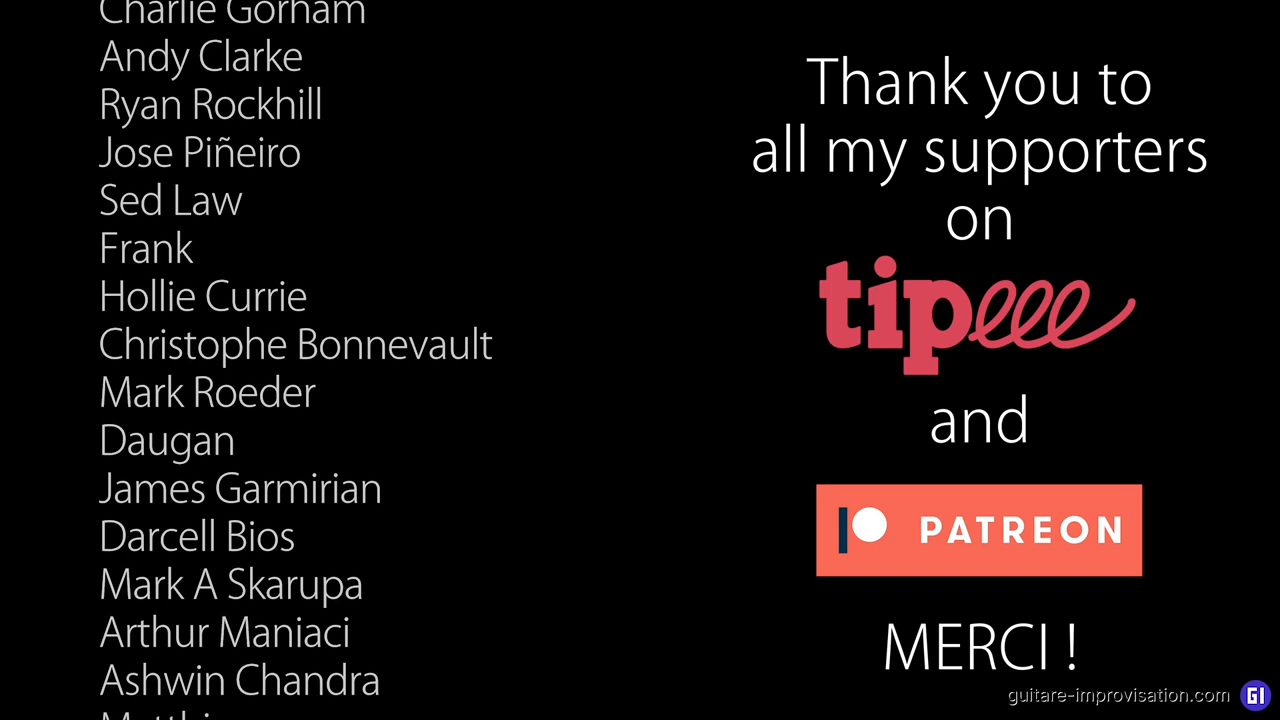 Charlie Gorham
Andy Clarke
Ryan Rockhill
Jose Piñeiro
Sed Law
Frank
Hollie Currie
Christophe Bonnevault
Mark Roeder
Daugan
James Garmirian
Darcell Bios
Mark A Skarupa
Arthur Maniaci
Ashwin Chandra
Thank you to
all my supporters
on
tipeee
and
PATREON
MERCI !
guitare-improvisation.com GI